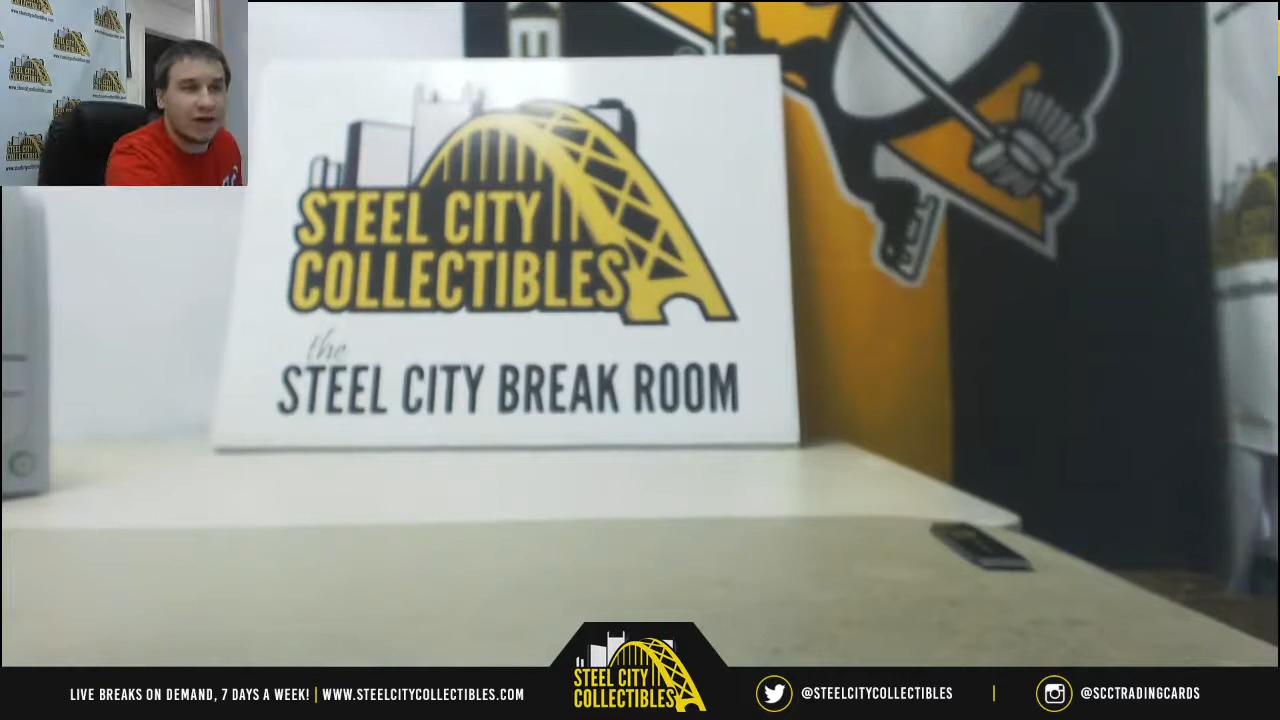 STEEL CITY
COLLECTIBLES
the
STEEL CITY BREAK ROOM
LIVE BREAKS ON DEMAND, 7 DAYS A WEEK! | WWW.STEELCITYCOLLECTIBLES.COM
STEEL CITY
COLLECTIBLES
@STEELCITYCOLLECTIBLES
|
@SCCTRADINGCARDS